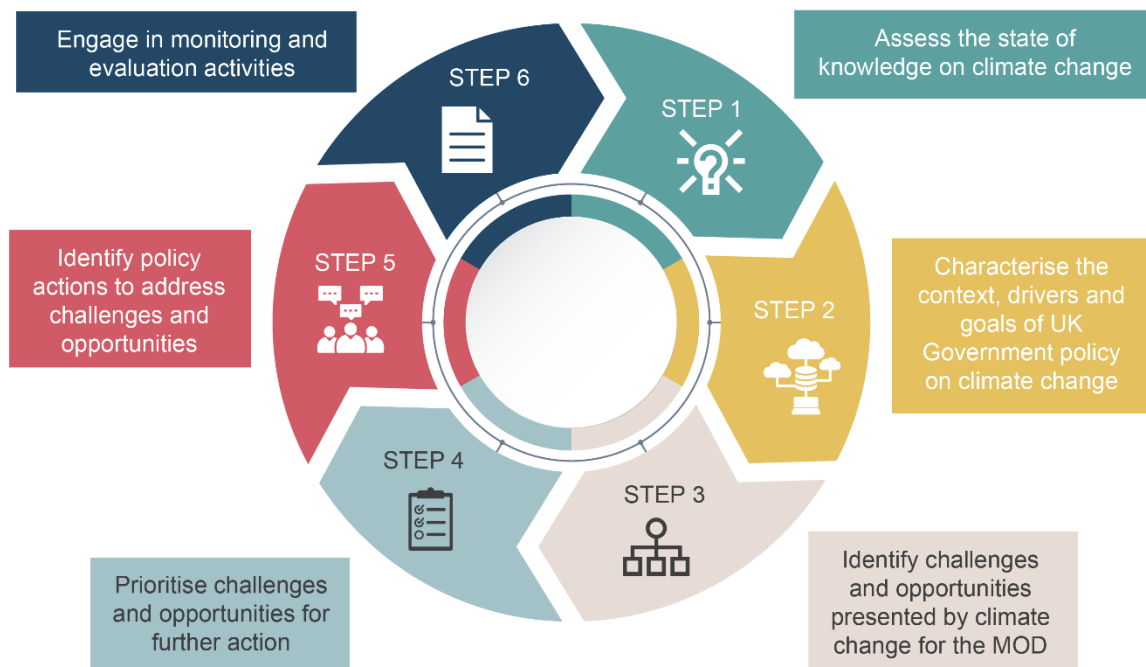 STEP 1
Assess the state of
knowledge on climate change
STEP 2
Characterise the
context, drivers and
goals of UK
Government policy
on climate change
STEP 3
Identify challenges
and opportunities
presented by climate
change for the MOD
STEP 4
Prioritise challenges
and opportunities for
further action
STEP 5
Identify policy
actions to address
challenges and
opportunities
STEP 6
Engage in monitoring and
evaluation activities